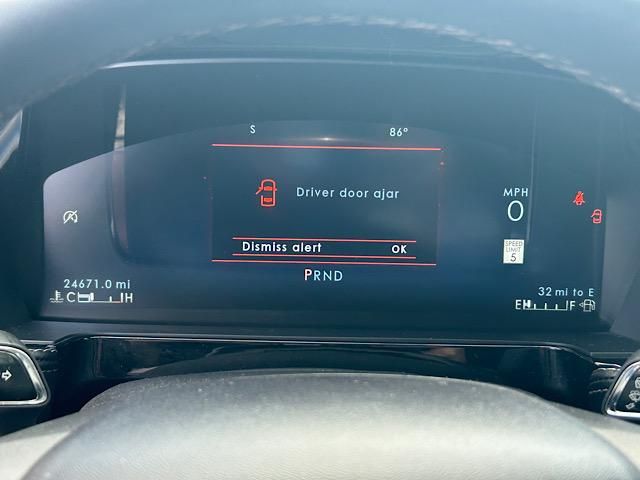 S 86°
Driver door ajar
MPH
0
Dismiss alert OK
SPEED
LIMIT
5
PRND
24671.0 mi
32 mi to E
C H
E F